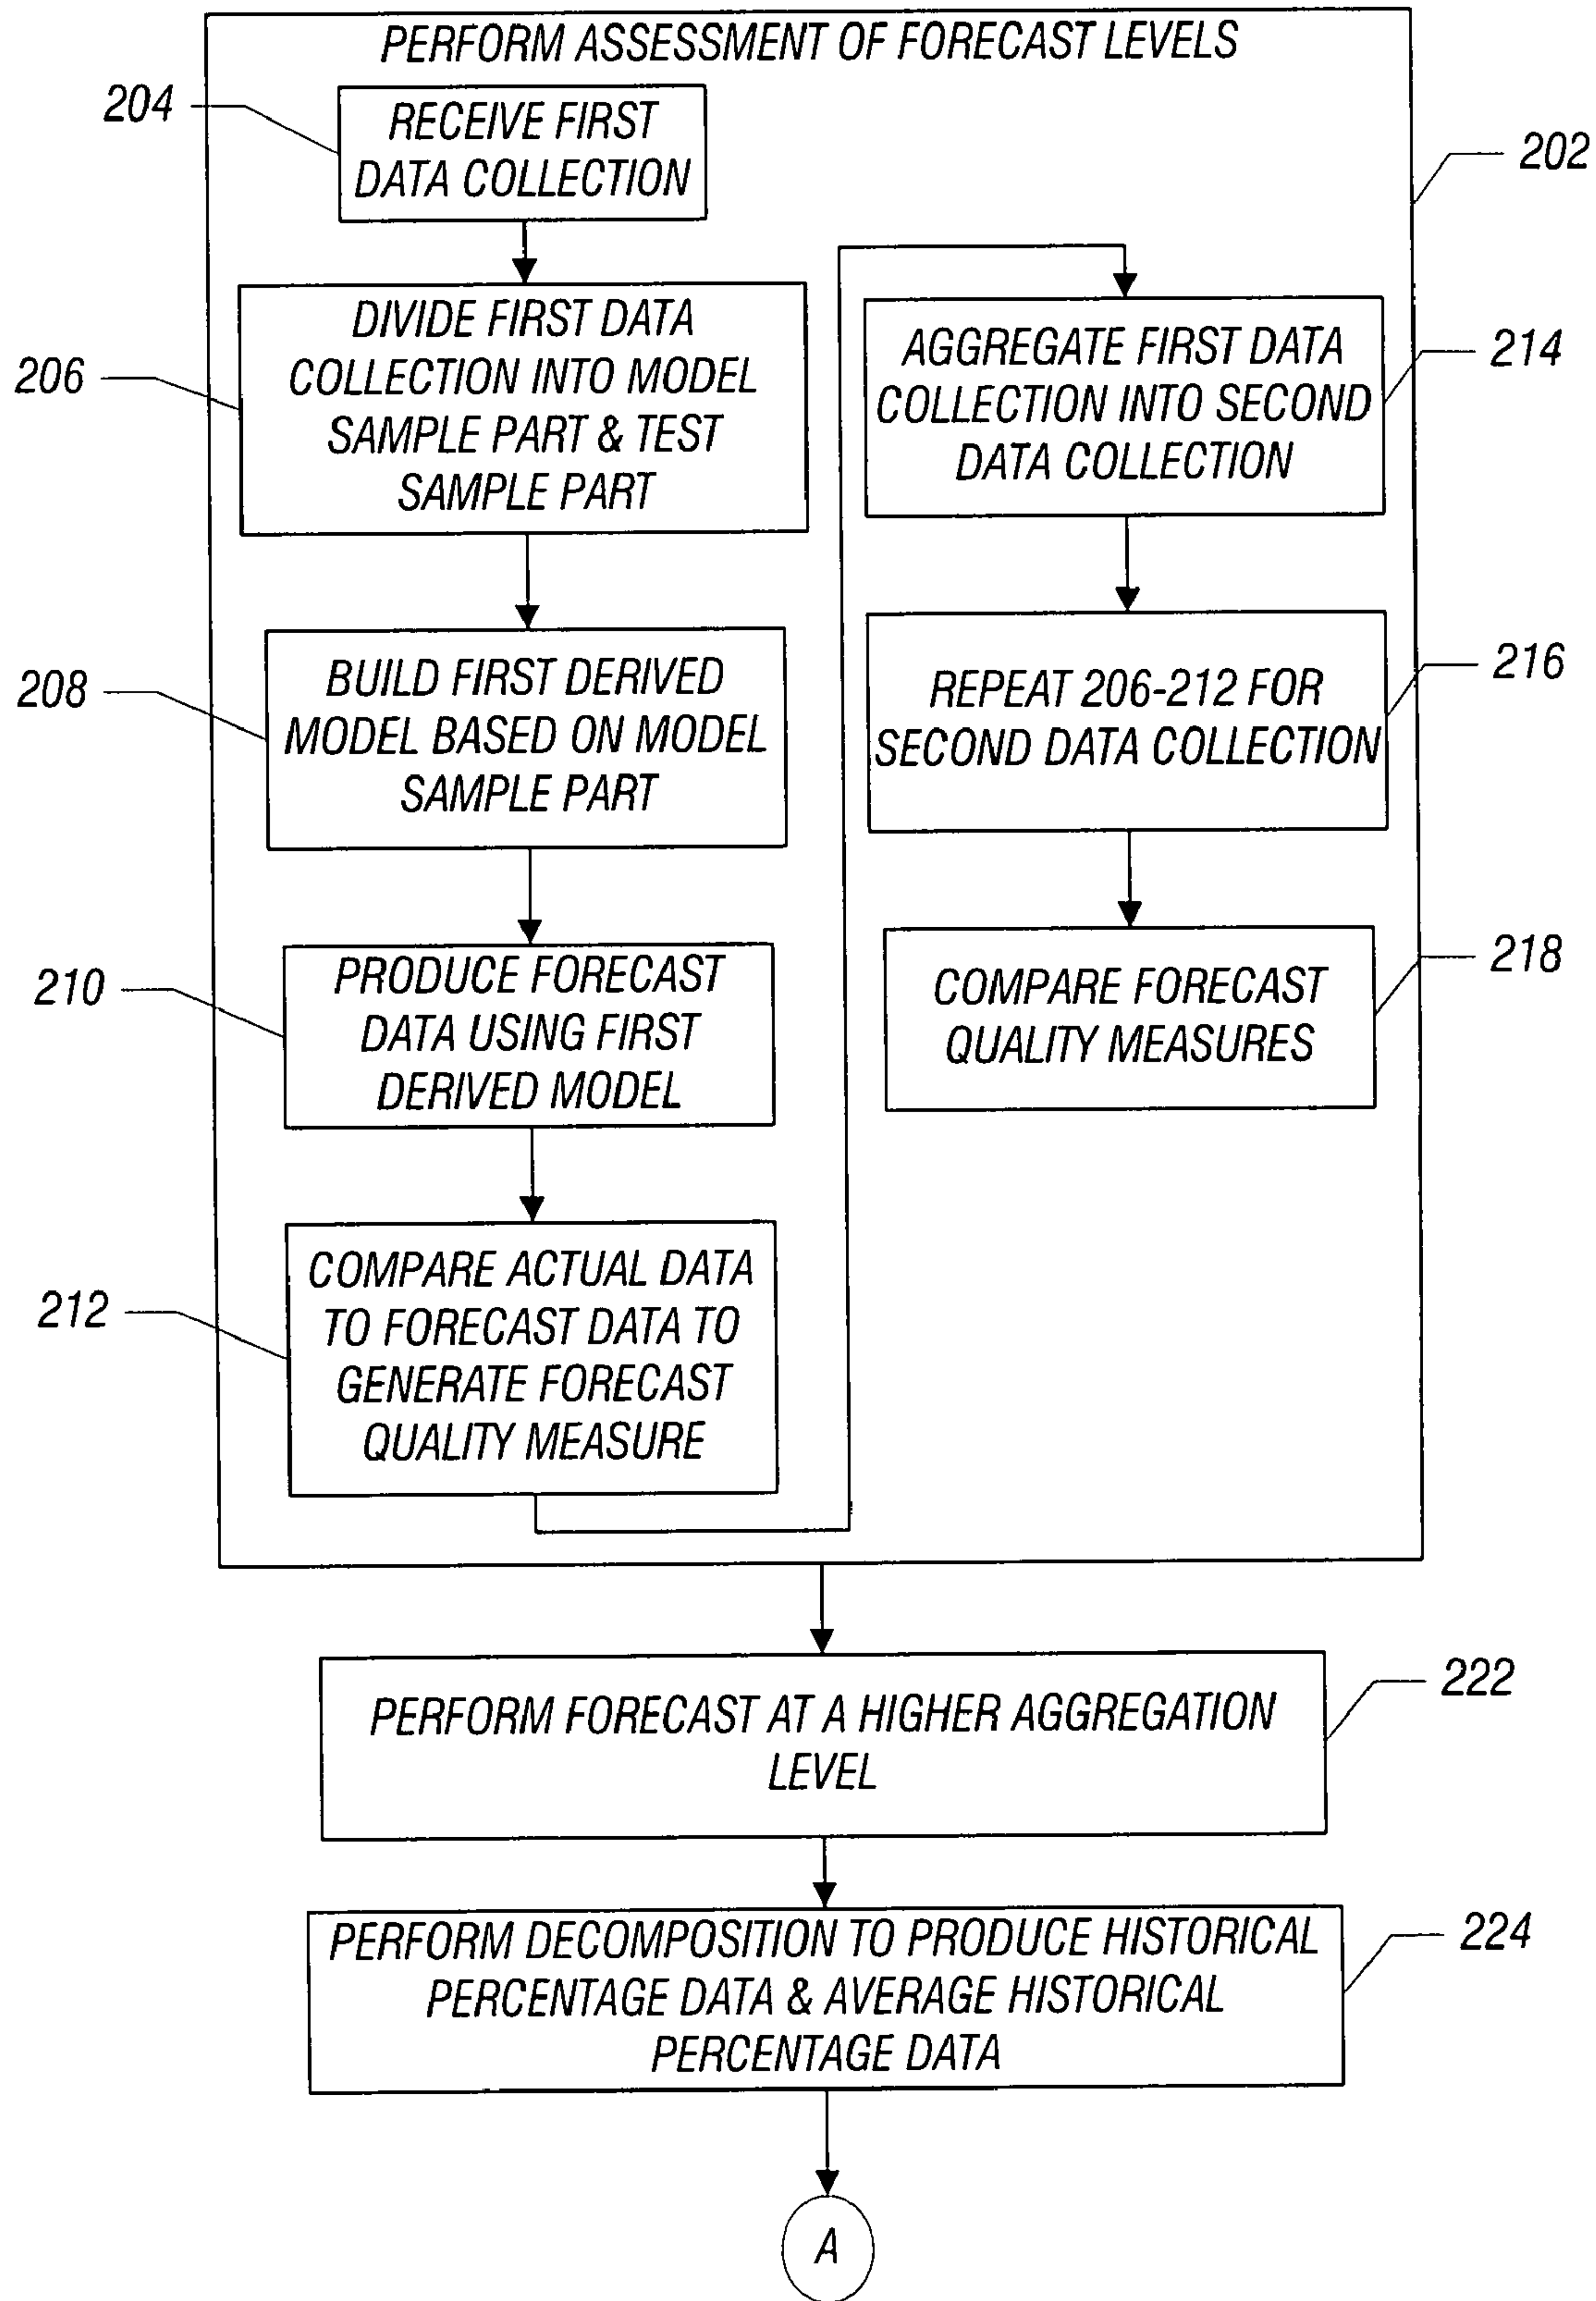 PERFORM ASSESSMENT OF FORECAST LEVELS
204
RECEIVE FIRST
DATA COLLECTION
202
206
DIVIDE FIRST DATA
COLLECTION INTO MODEL
SAMPLE PART & TEST
SAMPLE PART
208
BUILD FIRST DERIVED
MODEL BASED ON MODEL
SAMPLE PART
210
PRODUCE FORECAST
DATA USING FIRST
DERIVED MODEL
212
COMPARE ACTUAL DATA
TO FORECAST DATA TO
GENERATE FORECAST
QUALITY MEASURE
AGGREGATE FIRST DATA
COLLECTION INTO SECOND
DATA COLLECTION
214
REPEAT 206-212 FOR
SECOND DATA COLLECTION
216
COMPARE FORECAST
QUALITY MEASURES
218
PERFORM FORECAST AT A HIGHER AGGREGATION
LEVEL
222
PERFORM DECOMPOSITION TO PRODUCE HISTORICAL
PERCENTAGE DATA & AVERAGE HISTORICAL
PERCENTAGE DATA
224
A